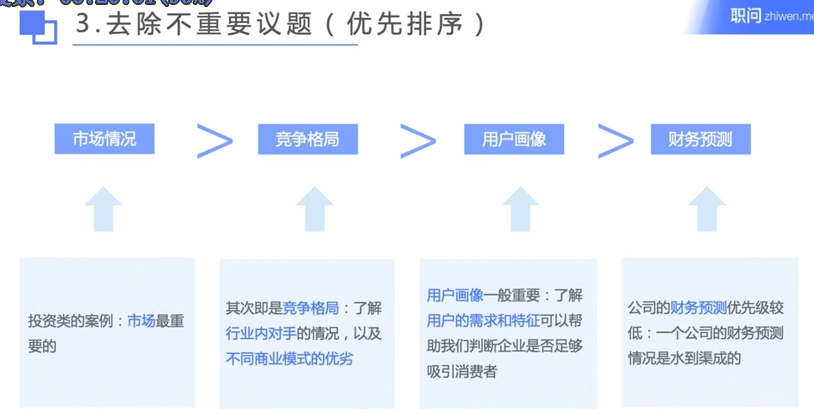 3.去除不重要议题（优先排序）
职问 zhiwen.me
市场情况 > 竞争格局 > 用户画像 > 财务预测
投资类的案例：市场最重
要的
其次即是竞争格局：了解
行业内对手的情况，以及
不同商业模式的优劣
用户画像一般重要：了解
用户的需求和特征可以帮
助我们判断企业是否足够
吸引消费者
公司的财务预测优先级较
低：一个公司的财务预测
情况是水到渠成的